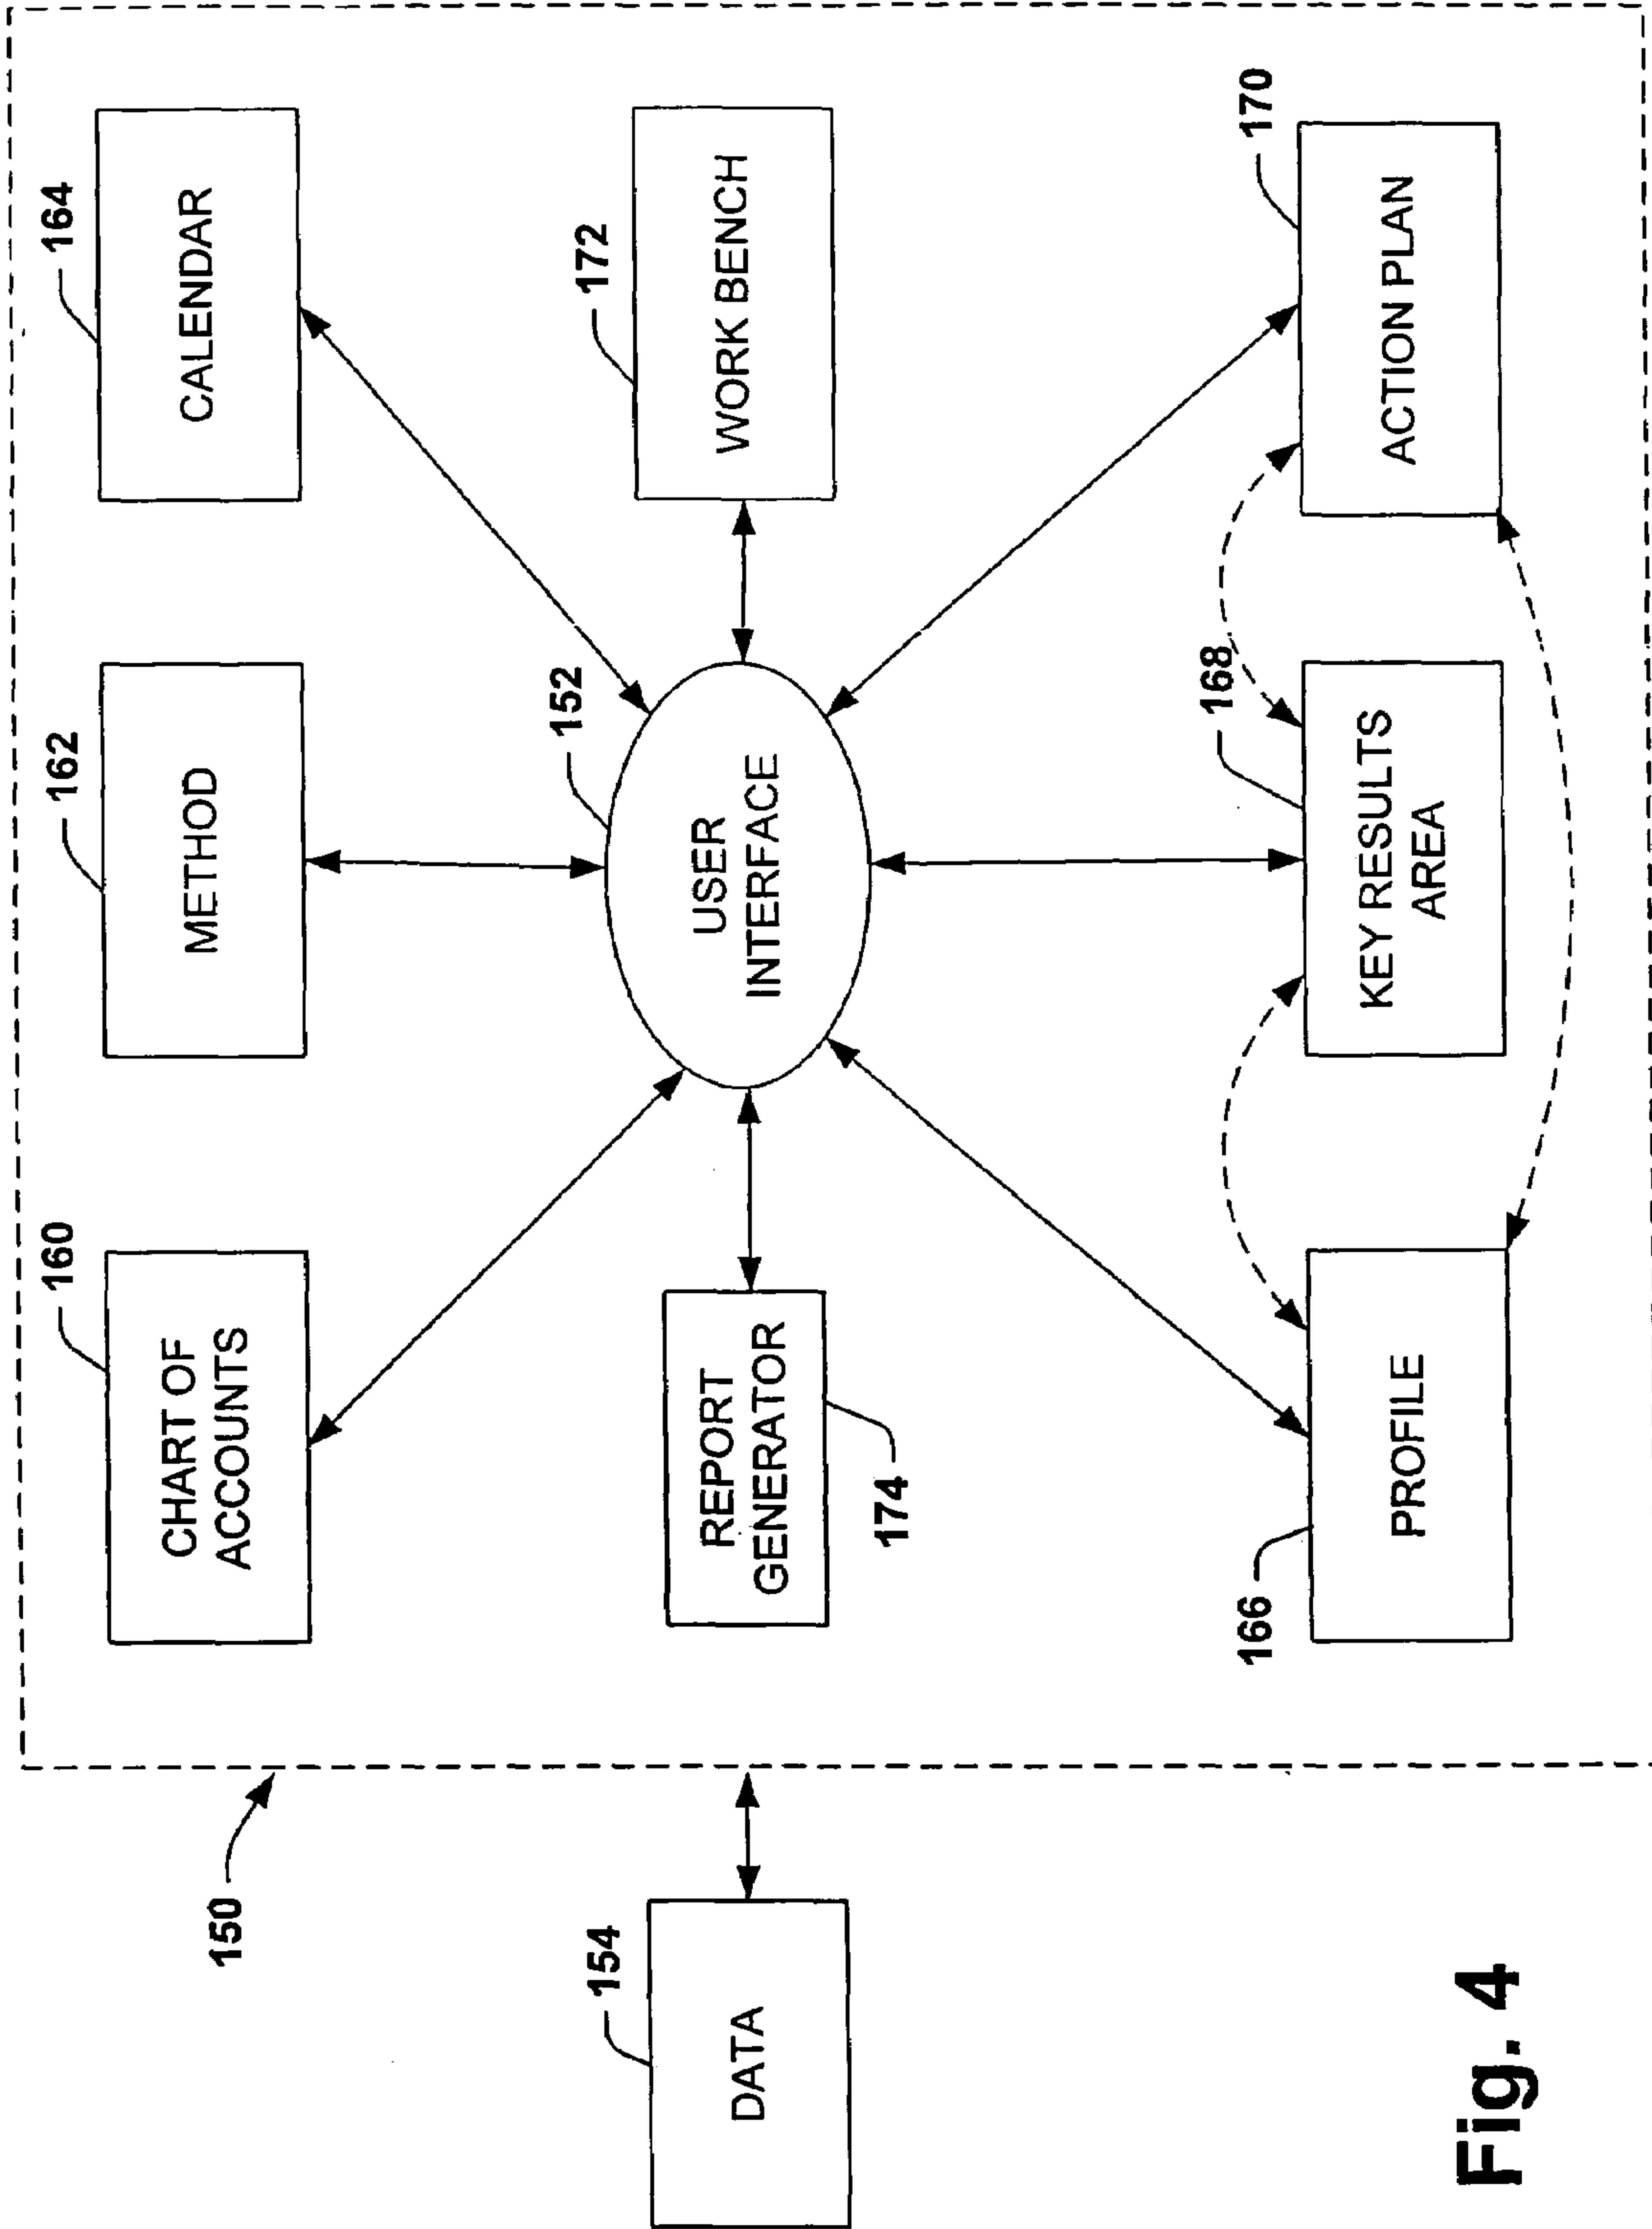 150
160
CHART OF
ACCOUNTS
162
METHOD
164
CALENDAR
154
DATA
REPORT
GENERATOR
174
152
USER
INTERFACE
172
WORK BENCH
166
PROFILE
168
KEY RESULTS
AREA
170
ACTION PLAN
Fig. 4